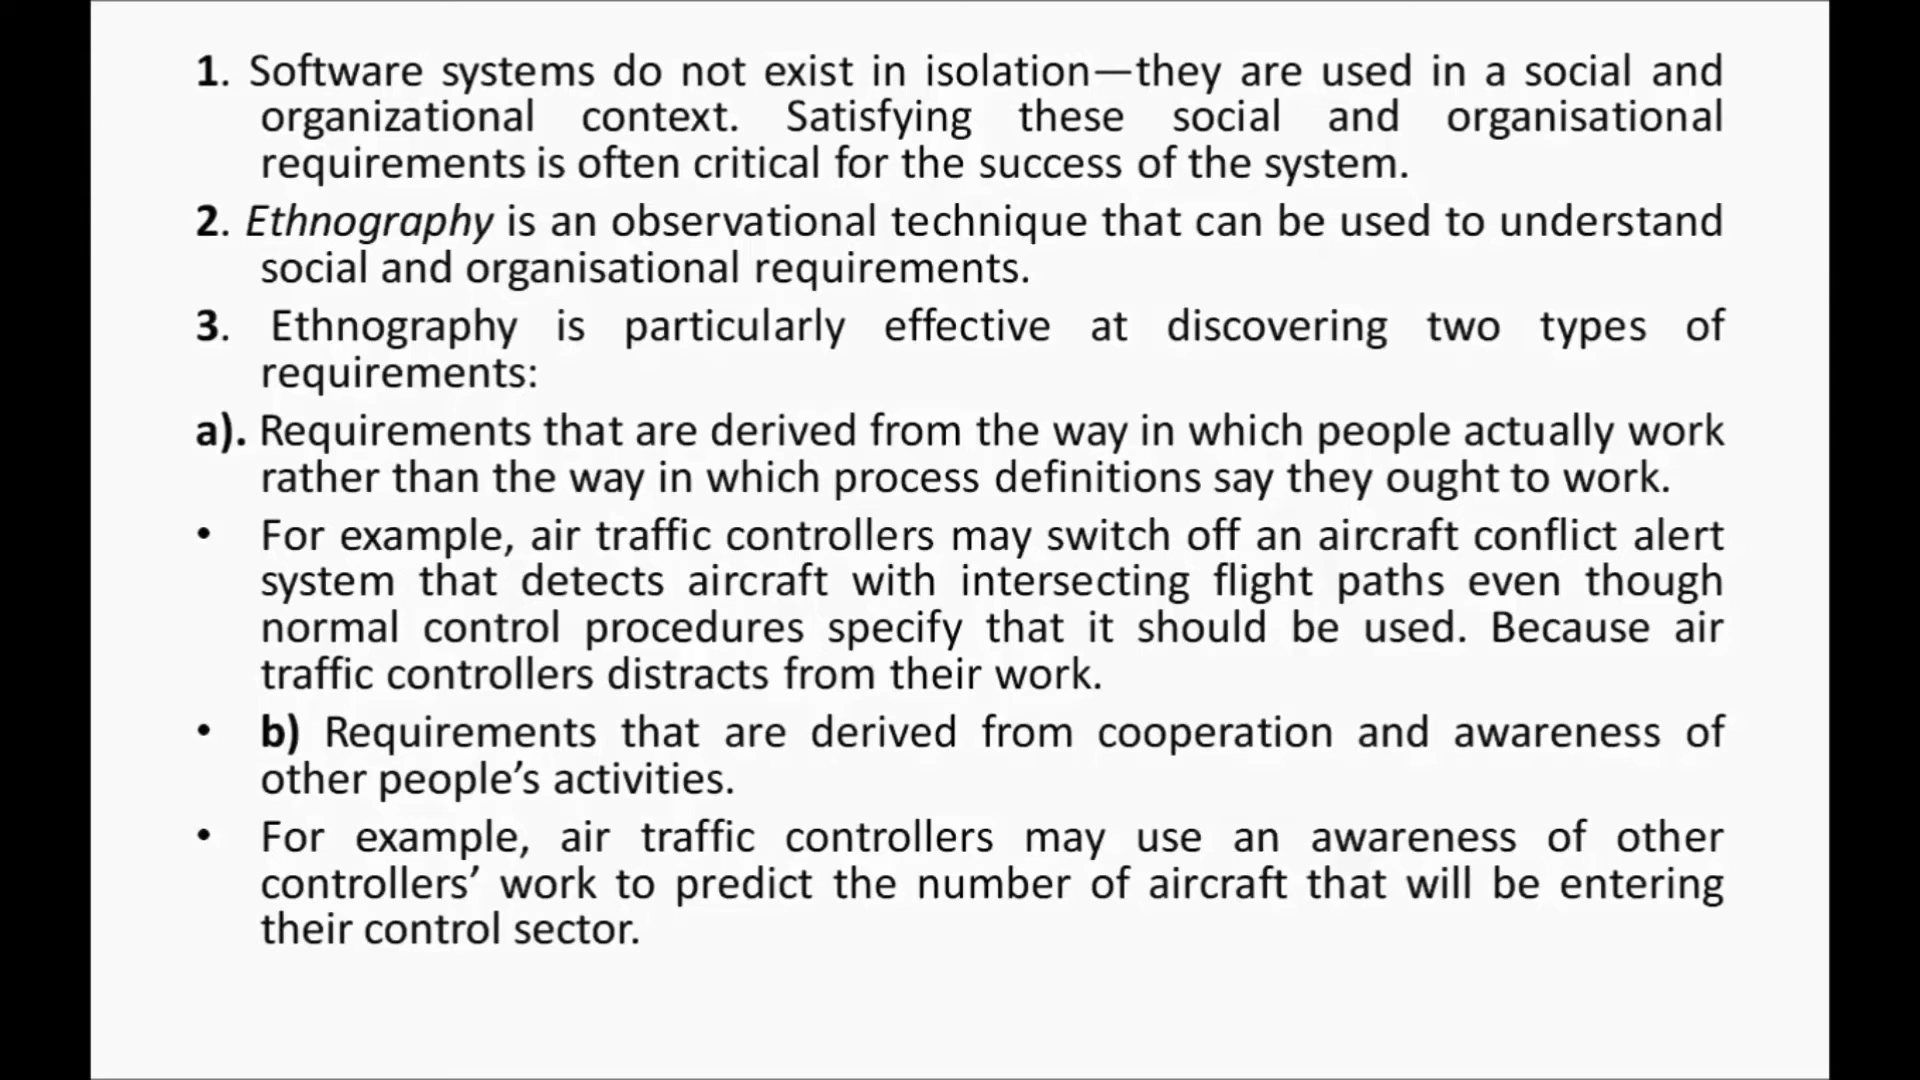 1. Software systems do not exist in isolation—they are used in a social and
organizational context. Satisfying these social and organisational
requirements is often critical for the success of the system.
2. Ethnography is an observational technique that can be used to understand
social and organisational requirements.
3. Ethnography is particularly effective at discovering two types of
requirements:
a). Requirements that are derived from the way in which people actually work
rather than the way in which process definitions say they ought to work.
• For example, air traffic controllers may switch off an aircraft conflict alert
system that detects aircraft with intersecting flight paths even though
normal control procedures specify that it should be used. Because air
traffic controllers distracts from their work.
• b) Requirements that are derived from cooperation and awareness of
other people’s activities.
• For example, air traffic controllers may use an awareness of other
controllers’ work to predict the number of aircraft that will be entering
their control sector.